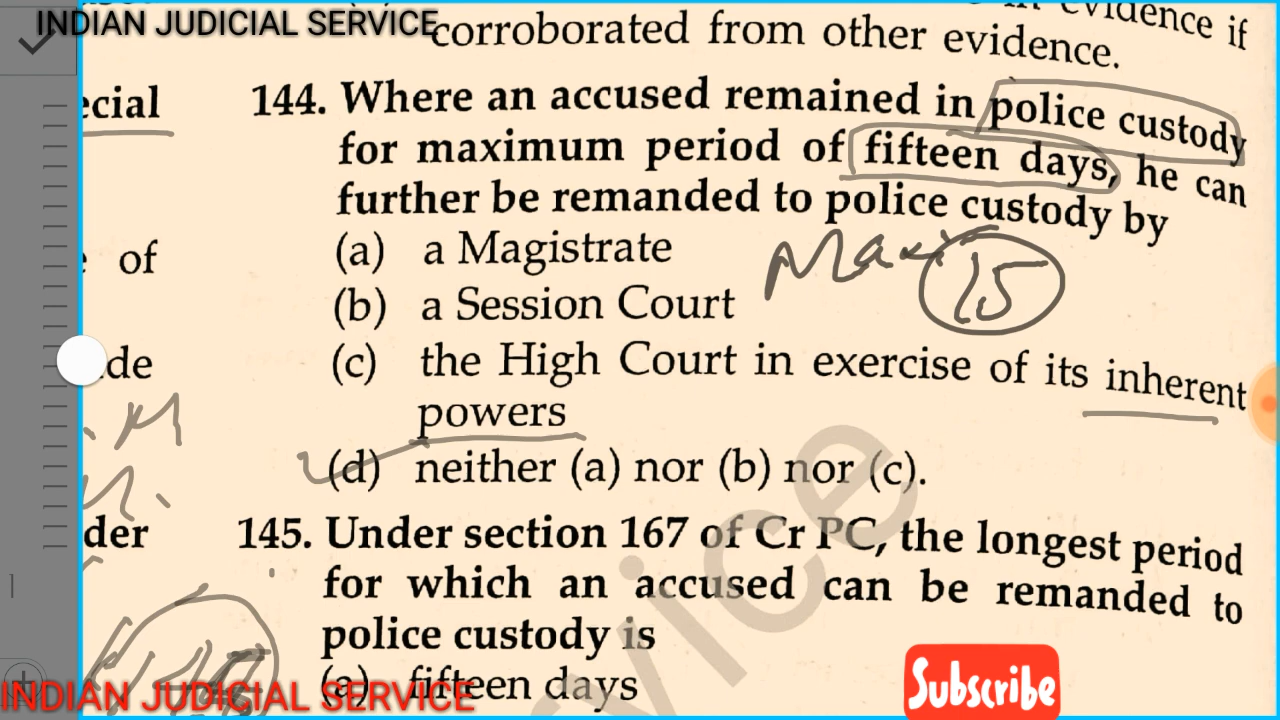 INDIAN JUDICIAL SERVICE
in evidence if
corroborated from other evidence.
ecial
144. Where an accused remained in police custody
for maximum period of fifteen days, he can
further be remanded to police custody by
(a) a Magistrate
Max 15
of
(b) a Session Court
de
(c) the High Court in exercise of its inherent
powers
M
(d) neither (a) nor (b) nor (c).
der
145. Under section 167 of Cr PC, the longest period
for which an accused can be remanded to
police custody is
(a) fifteen days
vice
Subscribe
INDIAN JUDICIAL SERVICE